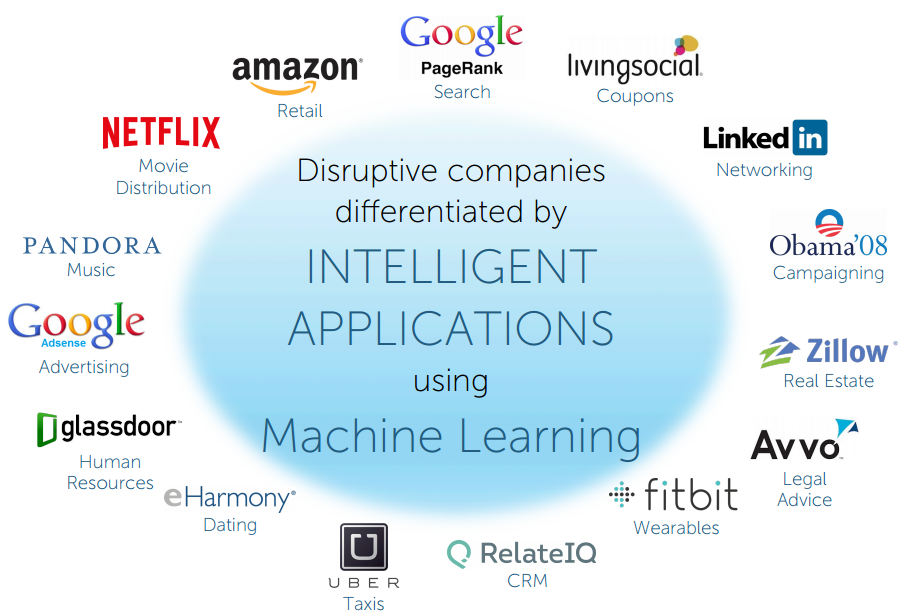 Google
PageRank
Search
amazon
Retail
livingsocial
Coupons
NETFLIX
Movie
Distribution
Linked in
Networking
Disruptive companies
differentiated by
INTELLIGENT
APPLICATIONS
using
Machine Learning
PANDORA
Music
Obama'08
Campaigning
Google
Adsense
Advertising
Zillow
Real Estate
glassdoor
Human
Resources
Avvo
Legal
Advice
eHarmony
Dating
fitbit
Wearables
UBER
Taxis
RelateIQ
CRM